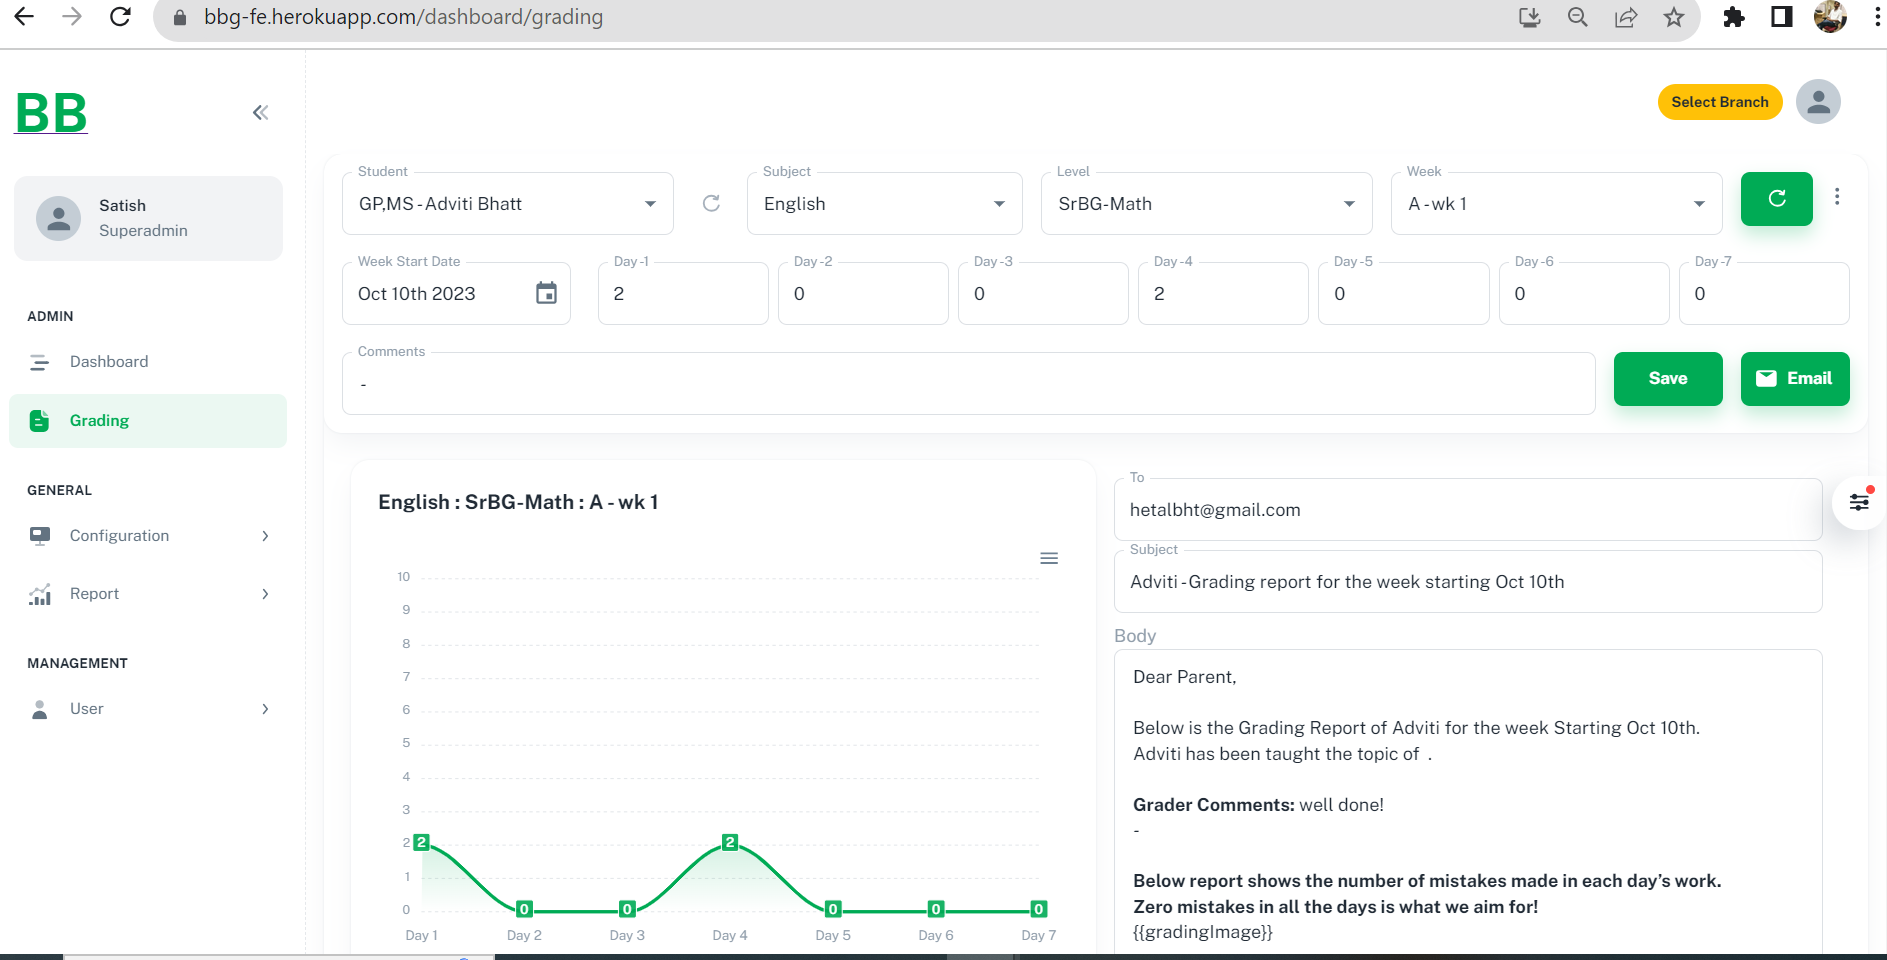 bbg-fe.herokuapp.com/dashboard/grading
BB
Select Branch
Satish
Superadmin
ADMIN
Dashboard
Grading
GENERAL
Configuration
Report
MANAGEMENT
User
Student
GP,MS - Adviti Bhatt
Subject
English
Level
SrBG-Math
Week
A - wk 1
Week Start Date
Oct 10th 2023
Day -1
2
Day -2
0
Day -3
0
Day -4
2
Day -5
0
Day -6
0
Day -7
0
Comments
-
Save
Email
English : SrBG-Math : A - wk 1
10
9
8
7
6
5
4
3
2
1
0
2
0
0
2
0
0
0
Day 1
Day 2
Day 3
Day 4
Day 5
Day 6
Day 7
To
hetalbht@gmail.com
Subject
Adviti - Grading report for the week starting Oct 10th
Body
Dear Parent,
Below is the Grading Report of Adviti for the week Starting Oct 10th.
Adviti has been taught the topic of  .
Grader Comments: well done!
-
Below report shows the number of mistakes made in each day’s work.
Zero mistakes in all the days is what we aim for!
{{gradingImage}}